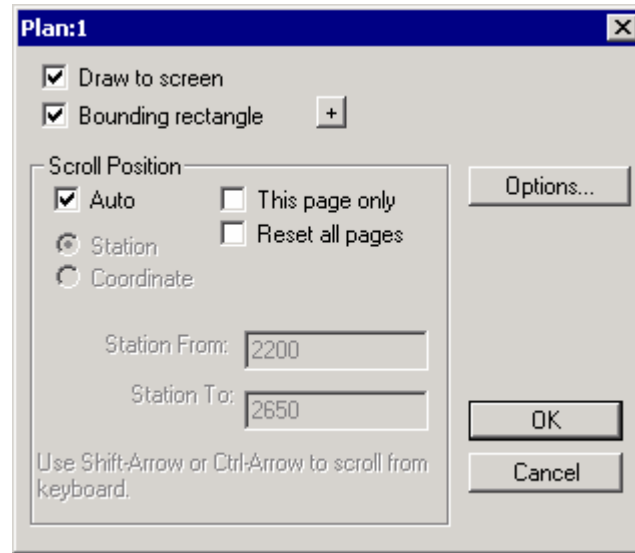 Plan:1
Draw to screen
Bounding rectangle +
Scroll Position
Auto This page only
Reset all pages
Station
Coordinate
Station From: 2200
Station To: 2650
Use Shift-Arrow or Ctrl-Arrow to scroll from
keyboard.
Options...
OK
Cancel